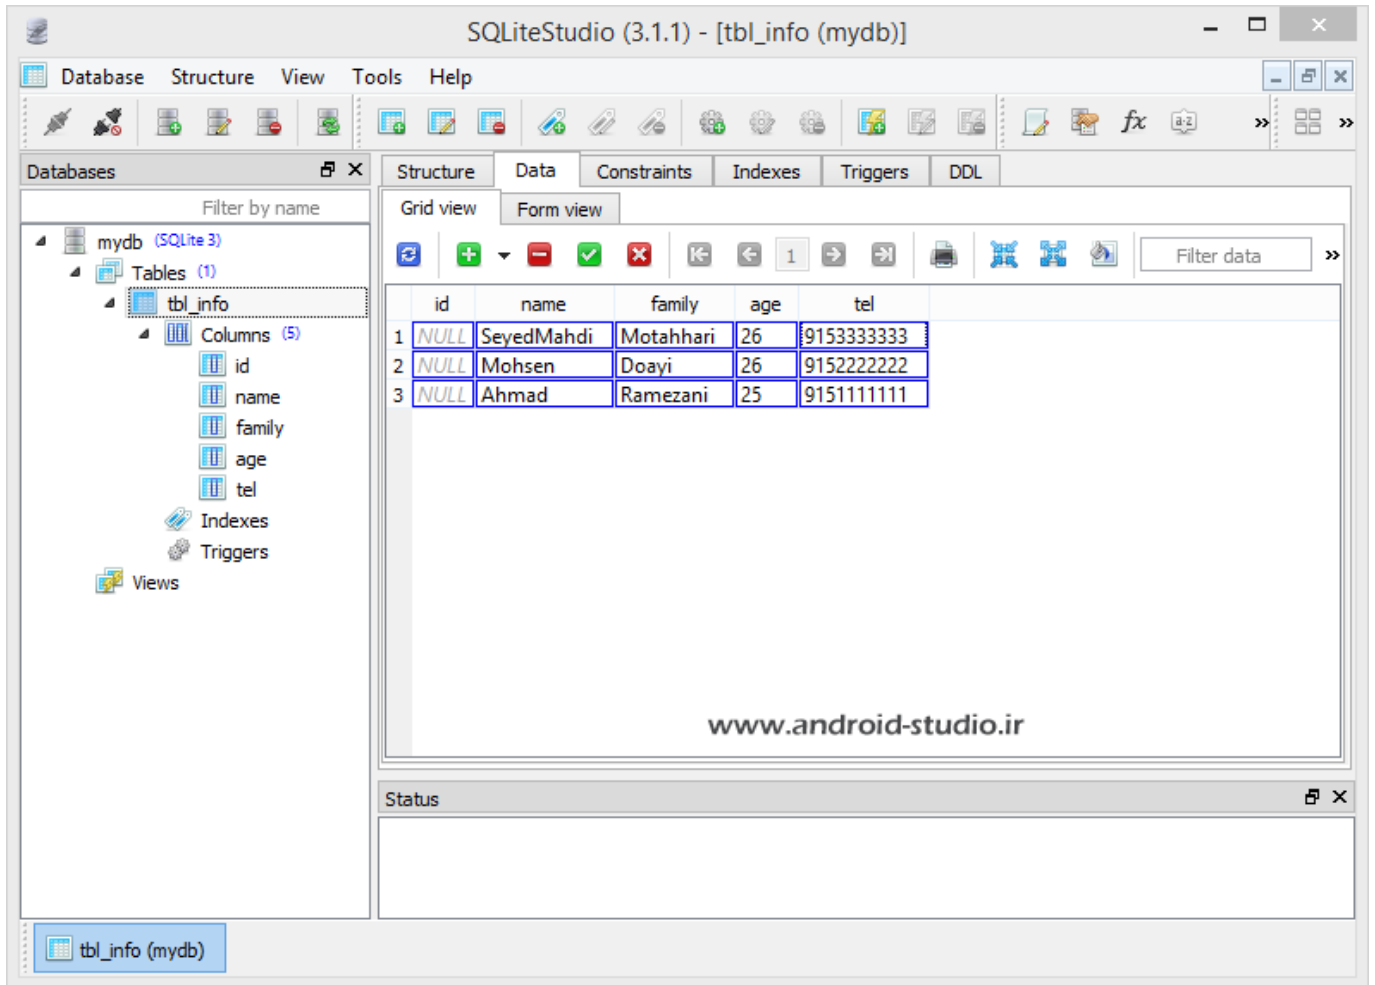 SQLiteStudio (3.1.1) - [tbl_info (mydb)]
Database Structure View Tools Help
fx a·z » »
Databases
Filter by name
mydb (SQLite 3)
Tables (1)
tbl_info
Columns (5)
id
name
family
age
tel
Indexes
Triggers
Views
Structure Data Constraints Indexes Triggers DDL
Grid view Form view
1 Filter data »
id name family age tel
1 NULL SeyedMahdi Motahhari 26 9153333333
2 NULL Mohsen Doayi 26 9152222222
3 NULL Ahmad Ramezani 25 9151111111
www.android-studio.ir
Status
tbl_info (mydb)